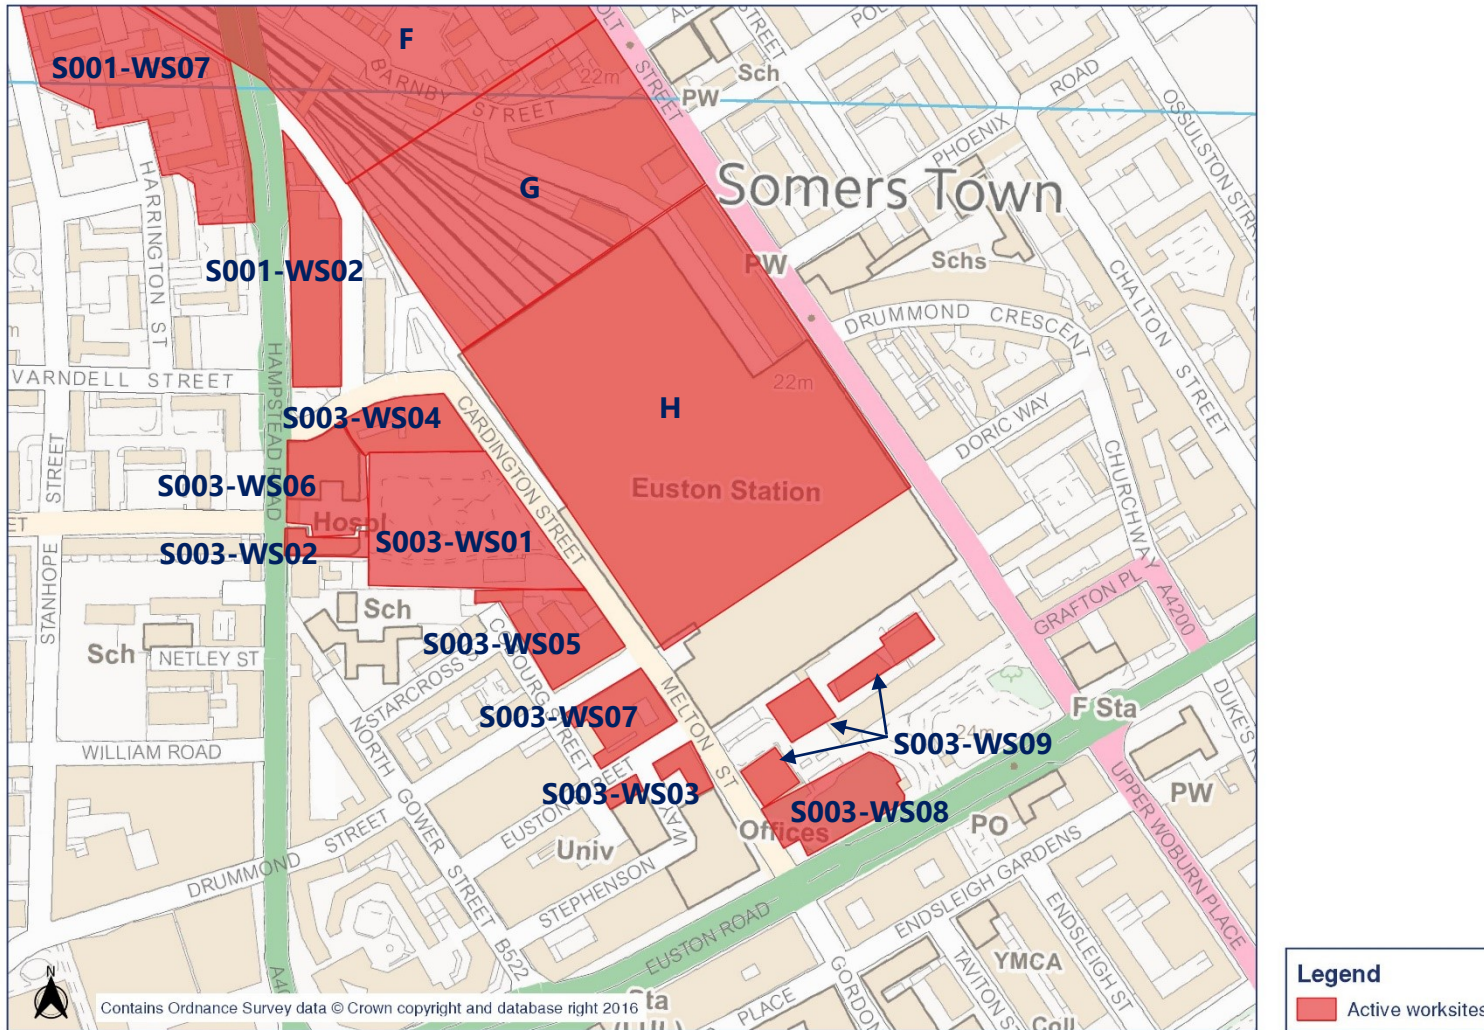 F
S001-WS07
BARNBY STREET
22m
STREET
Sch
PW
ROAD
PHOENIX
OSSULSTON
HARRINGTON ST
G
Somers Town
S001-WS02
PW
Schs
CHALTON STREET
DRUMMOND CRESCENT
VARNDELL STREET
HAMPSTEAD ROAD
22m
H
S003-WS04
CARDINGTON STREET
DORIC WAY
CHURCHWAY
STREET
S003-WS06
Euston Station
Hospl
S003-WS02
S003-WS01
STANHOPE
Sch
GRAFTON PL
A4200
Sch
NETLEY ST
S003-WS05
COBOURG STREET
MELTON ST
DUKES
F Sta
S003-WS07
24m
S003-WS09
WILLIAM ROAD
NORTH GOWER STREET
S003-WS03
S003-WS08
PW
UPPER WOBURN PLACE
EUSTON STREET
WAY
Offices
PO
Univ
DRUMMOND STREET
STEPHENSON
ENDSLEIGH GARDENS
EUSTON ROAD
ENDSLEIGH ST
B522
YMCA
TAVITON
GORDON
PLACE
Coll
N
Contains Ordnance Survey data © Crown copyright and database right 2016
Sta
Legend
Active worksites